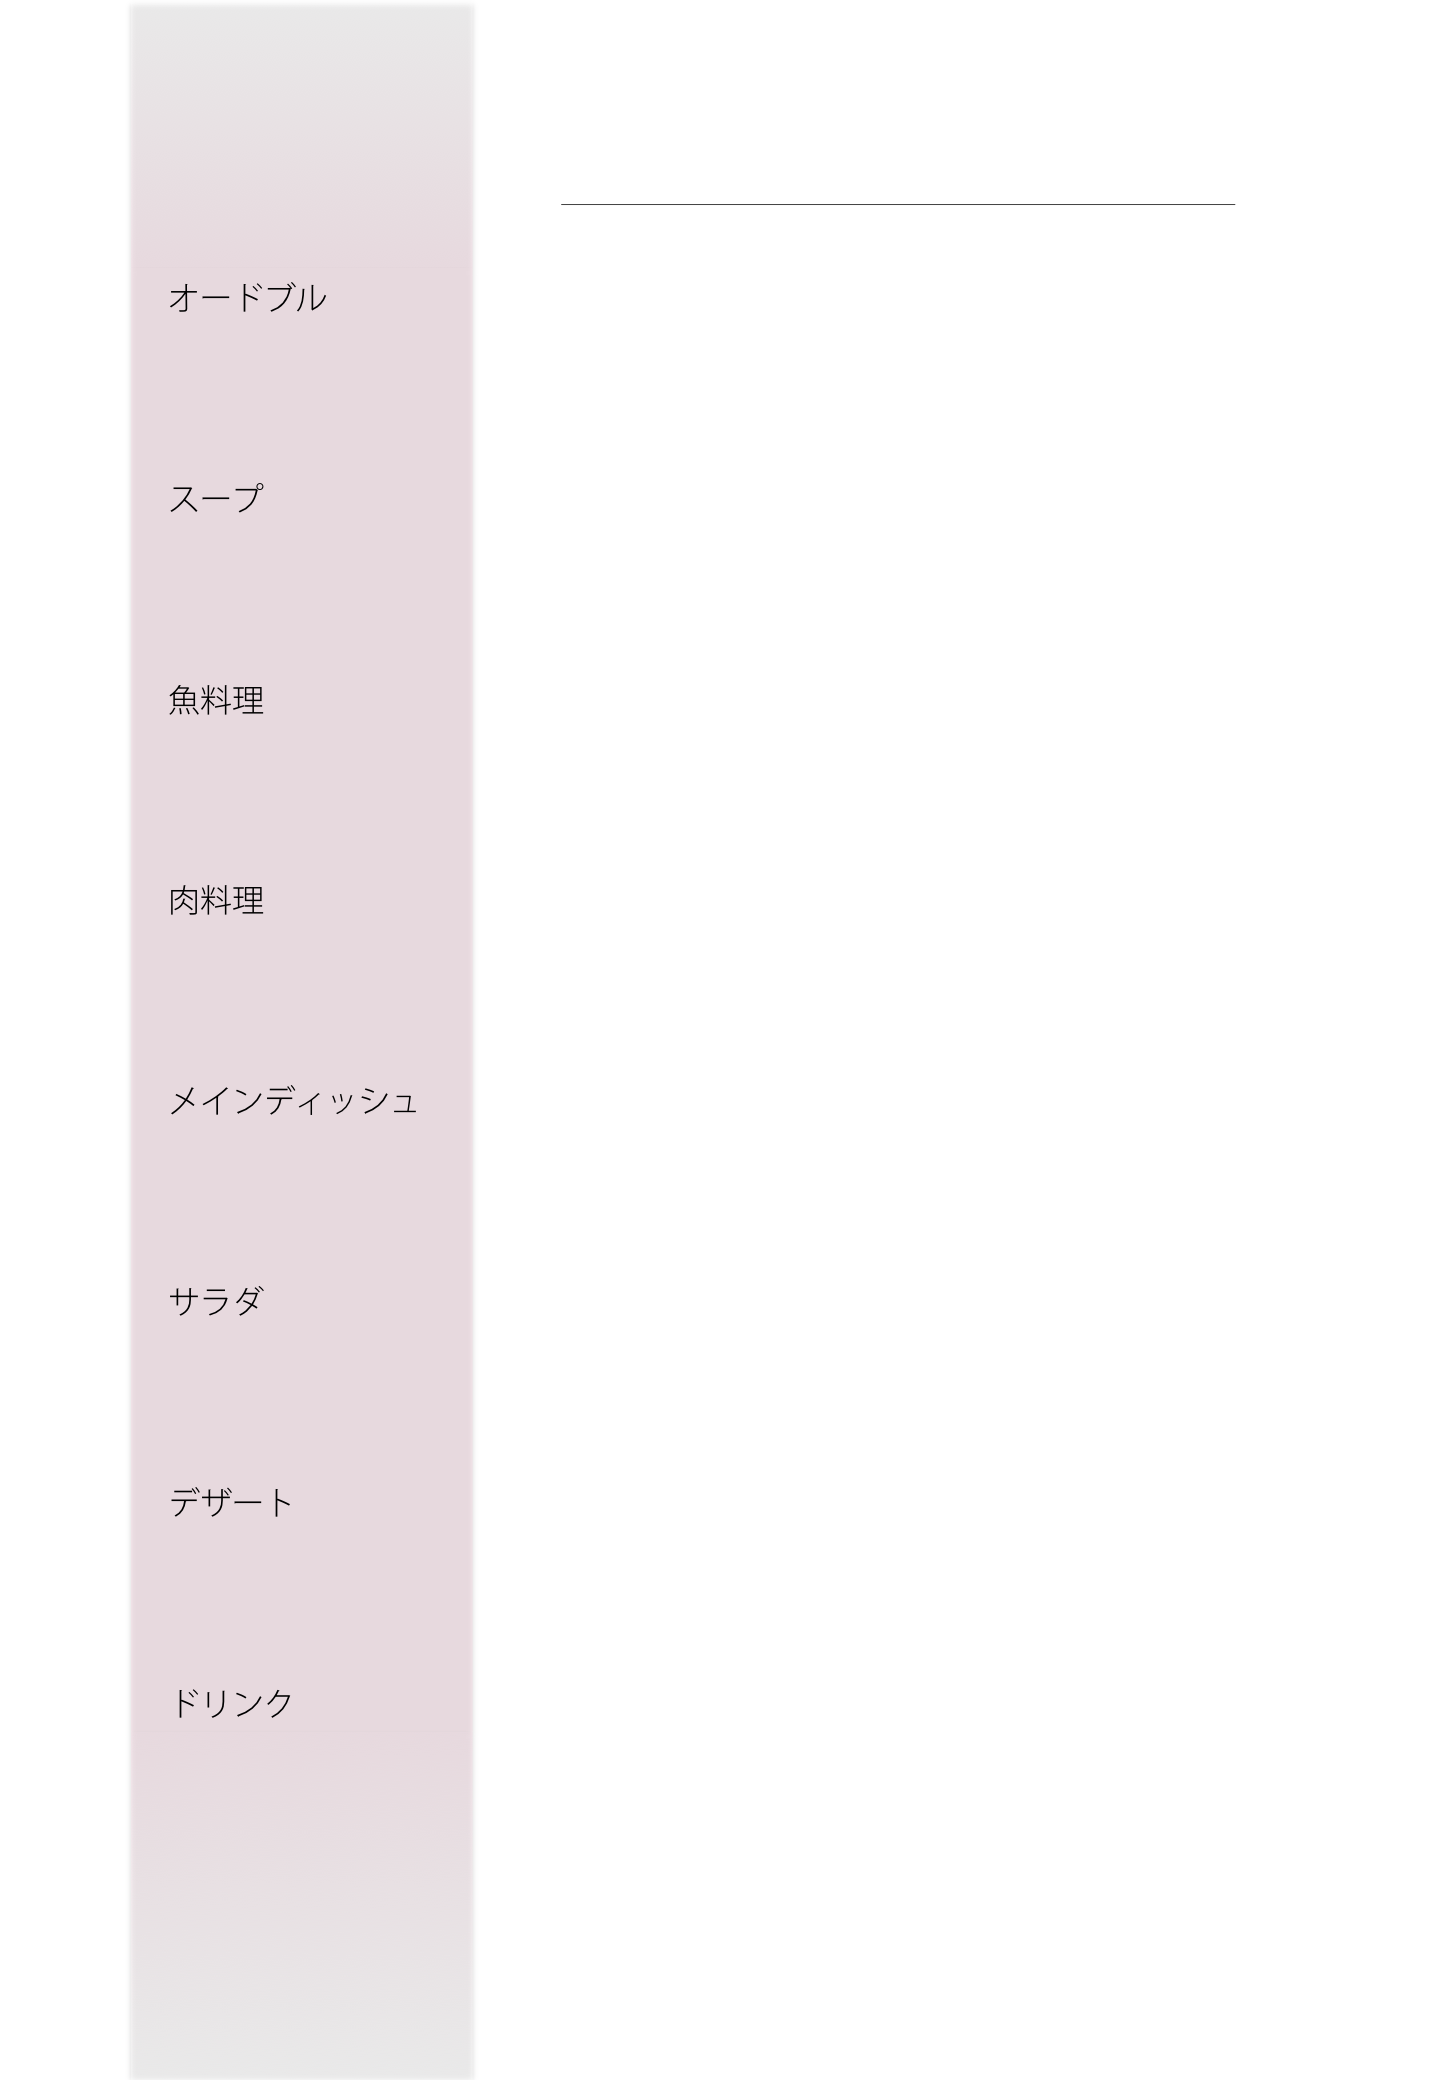 オードブル
スープ
魚料理
肉料理
メインディッシュ
サラダ
デザート
ドリンク